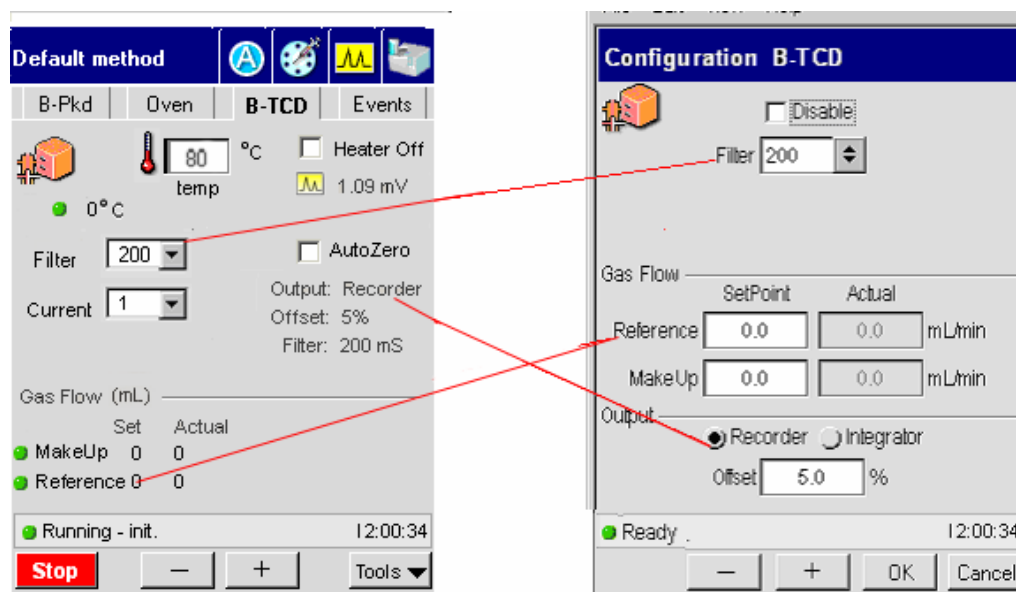 Default method
B-Pkd Oven B-TCD Events
80 °C Heater Off
temp 1.09 mV
0°C
Filter 200 AutoZero
Current 1 Output: Recorder
Offset: 5%
Filter: 200 mS
Gas Flow (mL)
Set Actual
MakeUp 0 0
Reference 0 0
Running - init. 12:00:34
Stop — + Tools
Configuration B-TCD
Disable
Filter 200
Gas Flow
SetPoint Actual
Reference 0.0 0.0 mL/min
MakeUp 0.0 0.0 mL/min
Output
Recorder Integrator
Offset 5.0 %
Ready . 12:00:34
— + OK Cancel